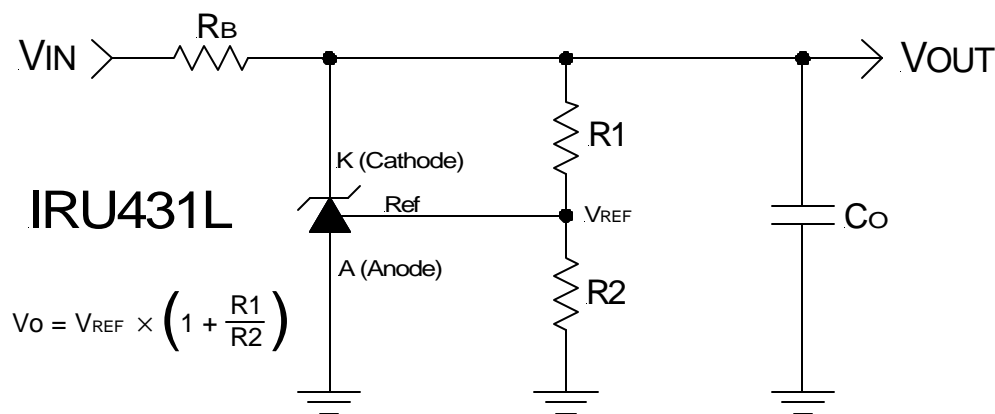 RB
VIN
VOUT
R1
K (Cathode)
IRU431L
Ref
VREF
CO
A (Anode)
R2
Vo = VREF × (1 + R1/R2)